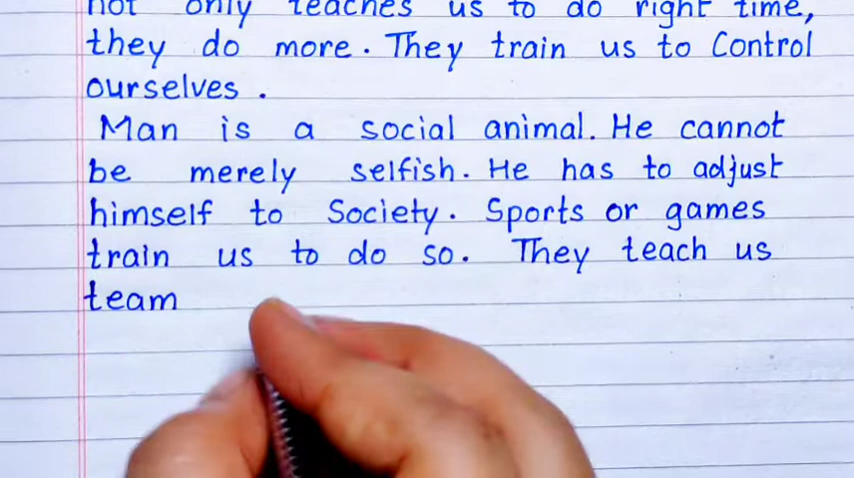 not only teaches us to do right time,
they do more. They train us to Control
ourselves.
Man is a social animal. He cannot
be merely selfish. He has to adjust
himself to Society. Sports or games
train us to do so. They teach us
team